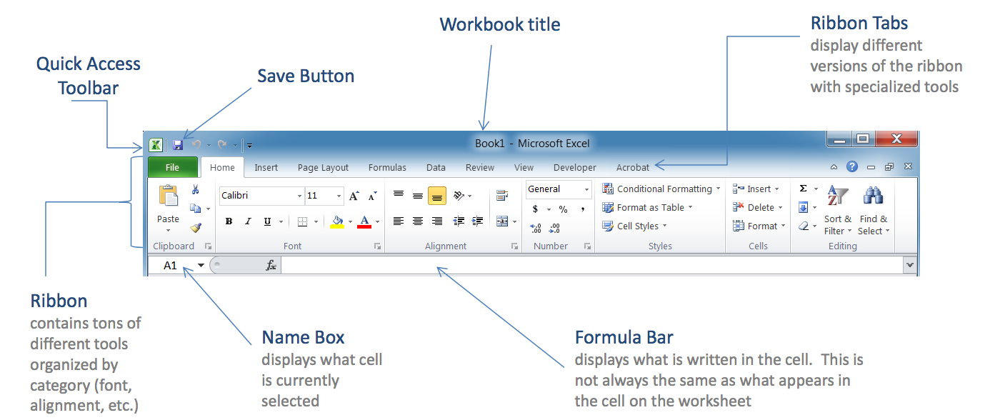 Workbook title
Ribbon Tabs
display different
versions of the ribbon
with specialized tools
Quick Access
Toolbar
Save Button
Book1 - Microsoft Excel
File Home Insert Page Layout Formulas Data Review View Developer Acrobat
Paste
Calibri 11
B I U A
General
$ % ,
.0 .00
.00 .0
Conditional Formatting
Format as Table
Cell Styles
Insert
Delete
Format
Σ
Sort &
Filter
Find &
Select
Clipboard Font Alignment Number Styles Cells Editing
A1 fx
Ribbon
contains tons of
different tools
organized by
category (font,
alignment, etc.)
Name Box
displays what cell
is currently
selected
Formula Bar
displays what is written in the cell. This is
not always the same as what appears in
the cell on the worksheet